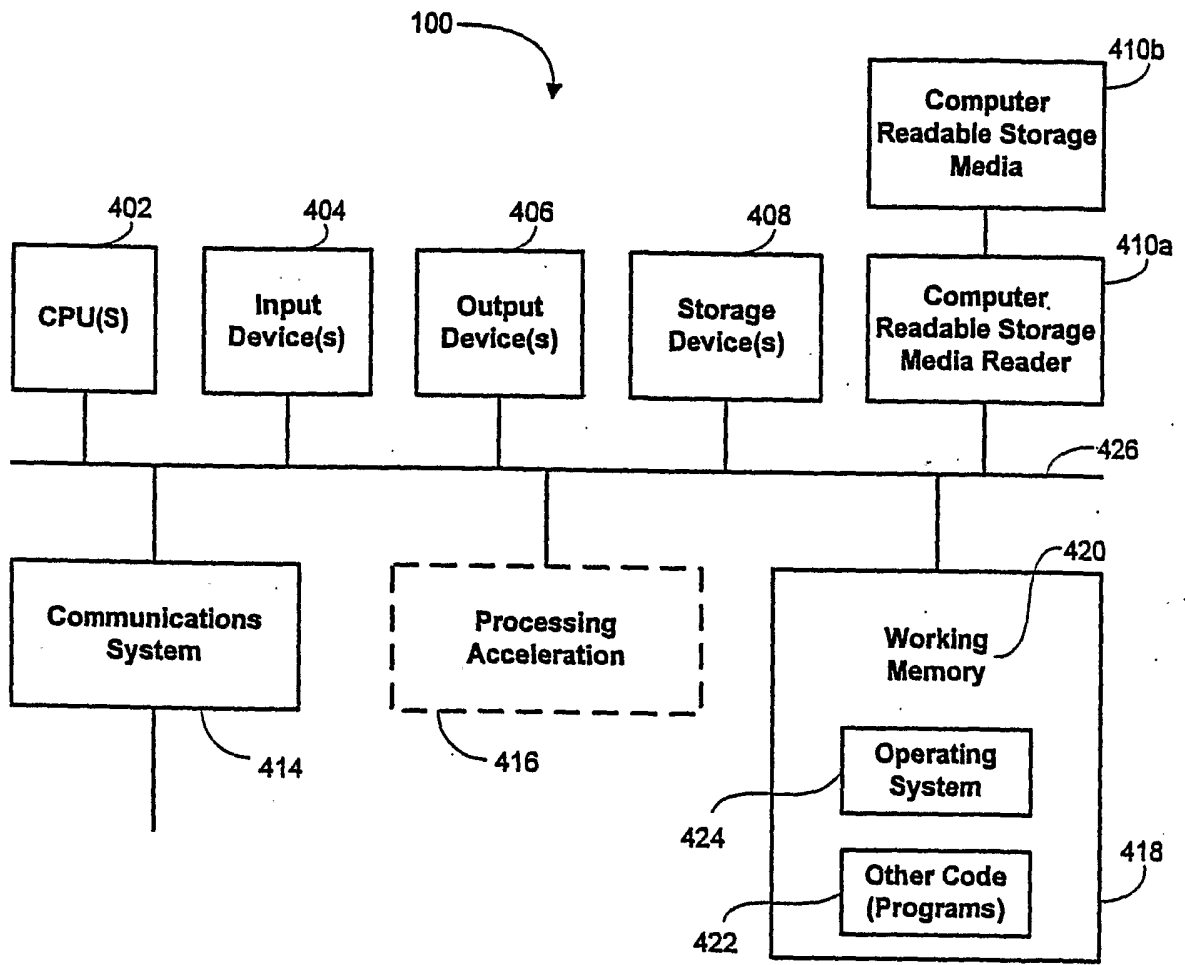 100
410b
Computer
Readable Storage
Media
402
404
406
408
410a
CPU(S)
Input
Device(s)
Output
Device(s)
Storage
Device(s)
Computer
Readable Storage
Media Reader
426
420
Communications
System
Processing
Acceleration
Working
Memory
414
416
Operating
System
424
418
Other Code
(Programs)
422